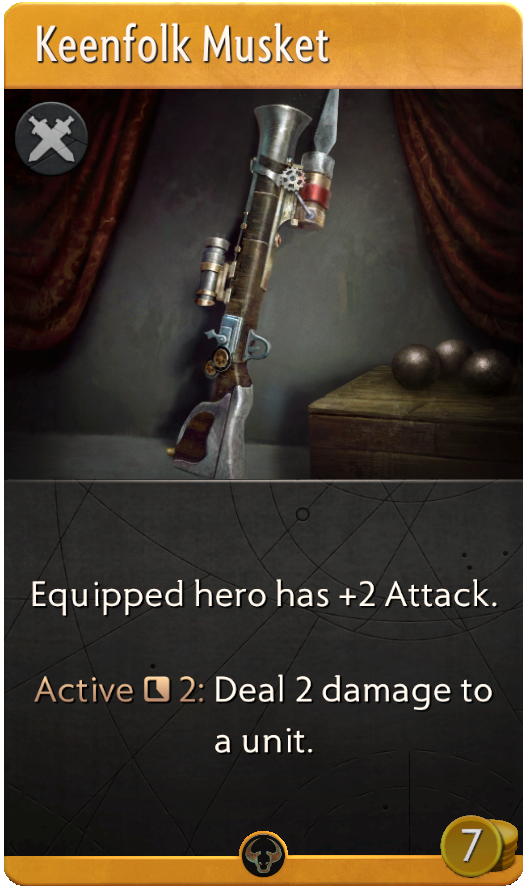 Keenfolk Musket
Equipped hero has +2 Attack.
Active 2: Deal 2 damage to
a unit.
7